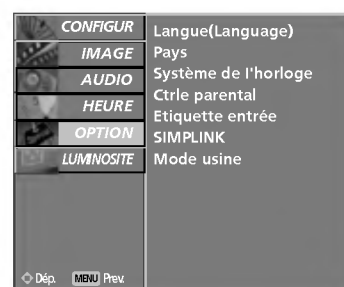 CONFIGUR
IMAGE
AUDIO
HEURE
OPTION
LUMINOSITE
Dép. MENU Prev.
Langue(Language)
Pays
Système de l'horloge
Ctrle parental
Etiquette entrée
SIMPLINK
Mode usine